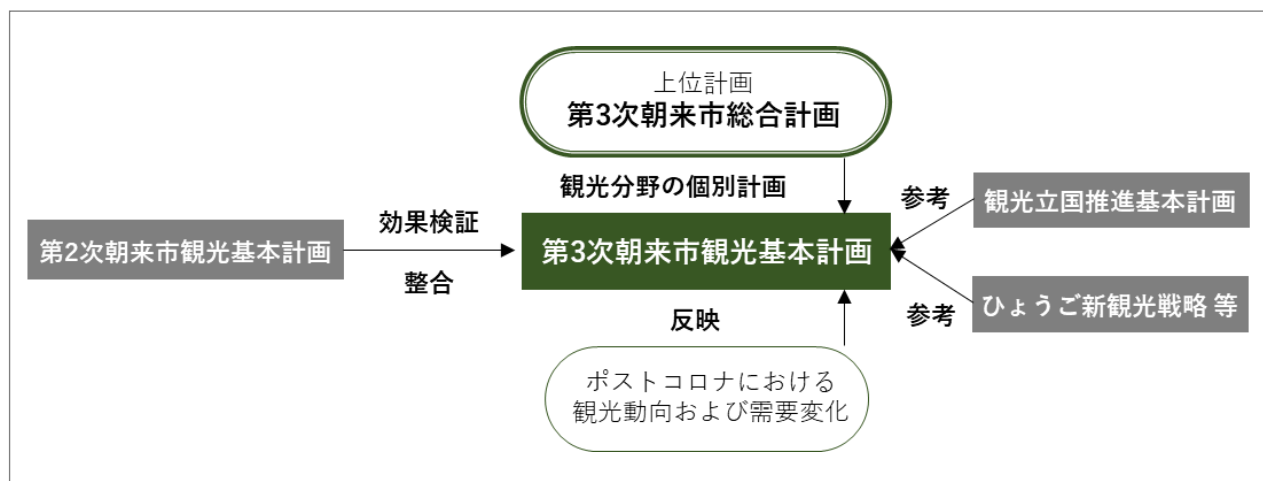 上位計画
第3次朝来市総合計画
観光分野の個別計画
参考
観光立国推進基本計画
効果検証
第2次朝来市観光基本計画
第3次朝来市観光基本計画
整合
反映
参考
ひょうご新観光戦略 等
ポストコロナにおける
観光動向および需要変化